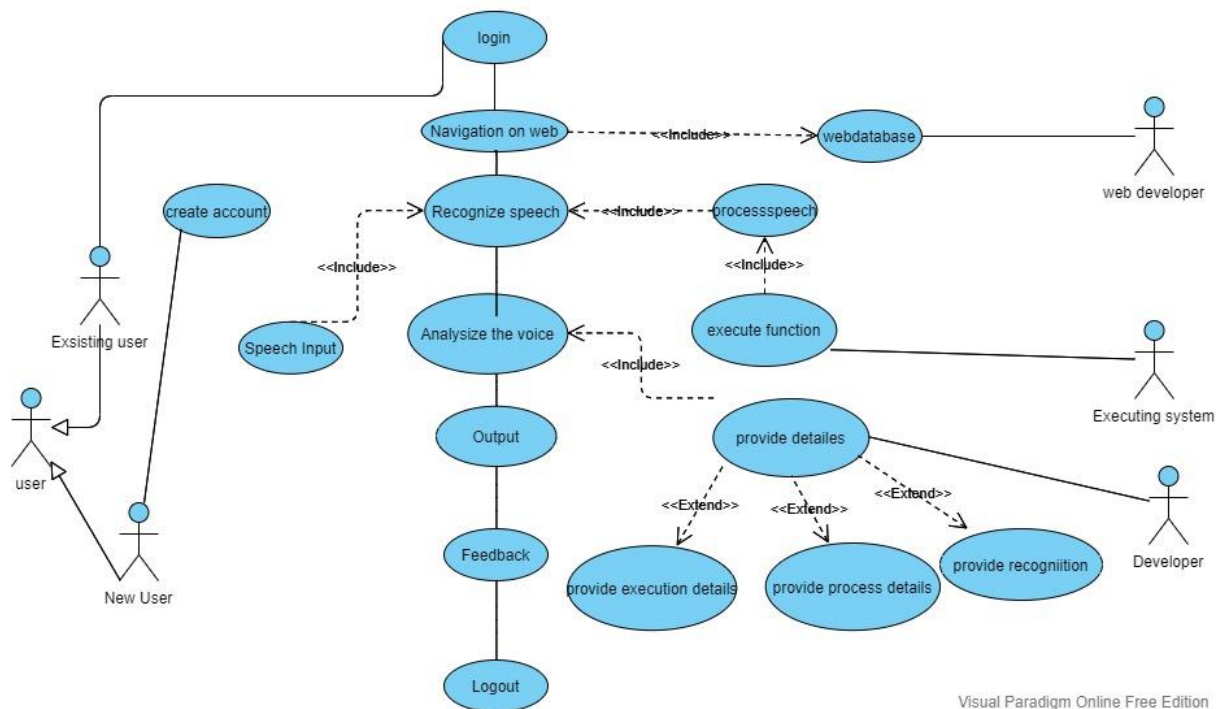 login
Navigation on web
<<Include>>
webdatabase
web developer
create account
Recognize speech
<<Include>>
processspeech
<<Include>>
<<Include>>
Exsisting user
Speech Input
Analysize the voice
execute function
<<Include>>
Executing system
user
Output
provide detailes
<<Extend>>
<<Extend>>
<<Extend>>
New User
Feedback
provide execution details
provide process details
provide recogniition
Developer
Logout
Visual Paradigm Online Free Edition